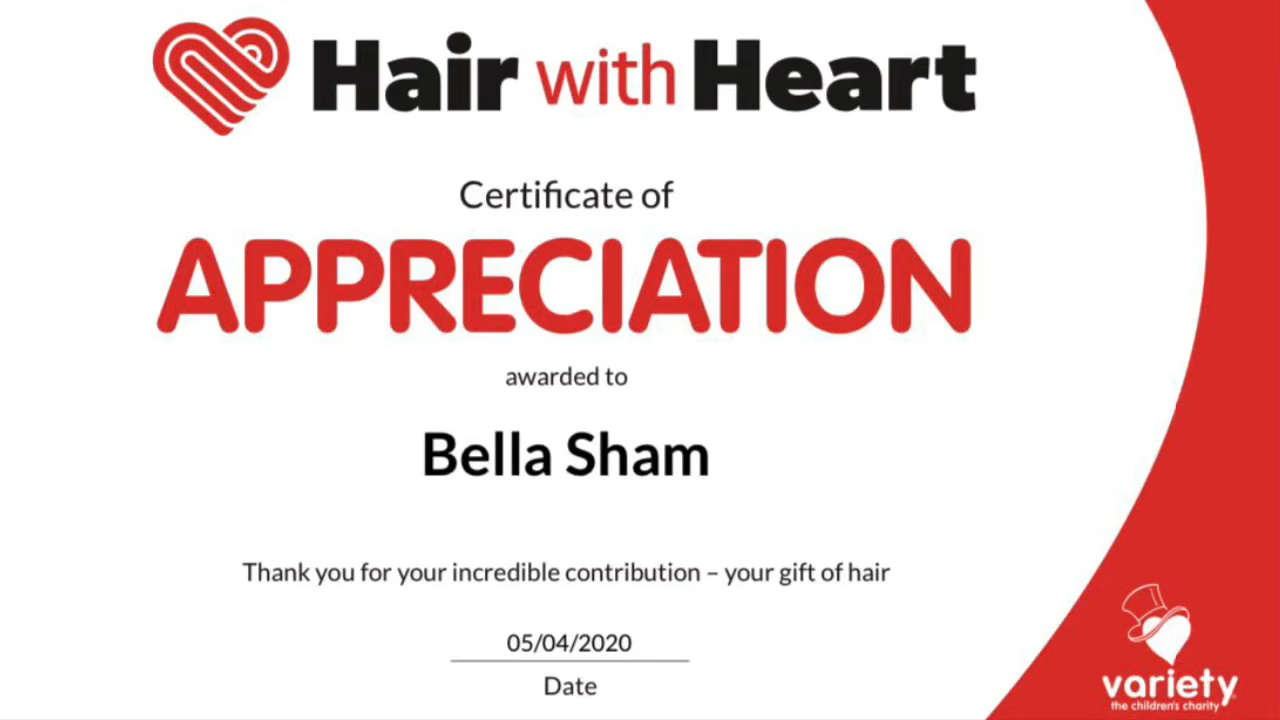 Hair with Heart
Certificate of
APPRECIATION
awarded to
Bella Sham
Thank you for your incredible contribution – your gift of hair
05/04/2020
Date
variety
the children's charity